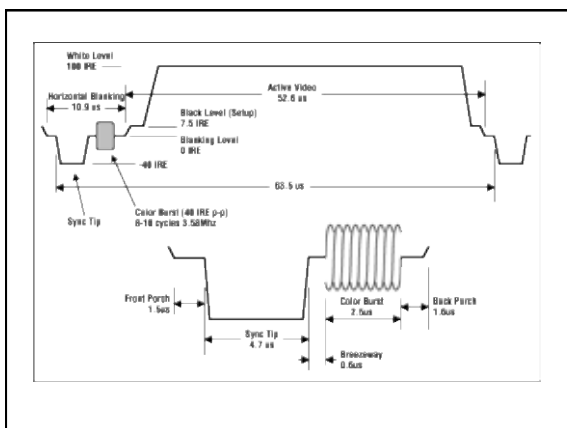 White Level
100 IRE
Horizontal Blanking
10.9 us
Active Video
52.6 us
Black Level (Setup)
7.5 IRE
Blanking Level
0 IRE
-40 IRE
63.5 us
Sync Tip
Color Burst (40 IRE p-p)
8-10 cycles 3.58Mhz
Front Porch
1.5us
Color Burst
2.5us
Back Porch
1.6us
Sync Tip
4.7 us
Breezeway
0.6us